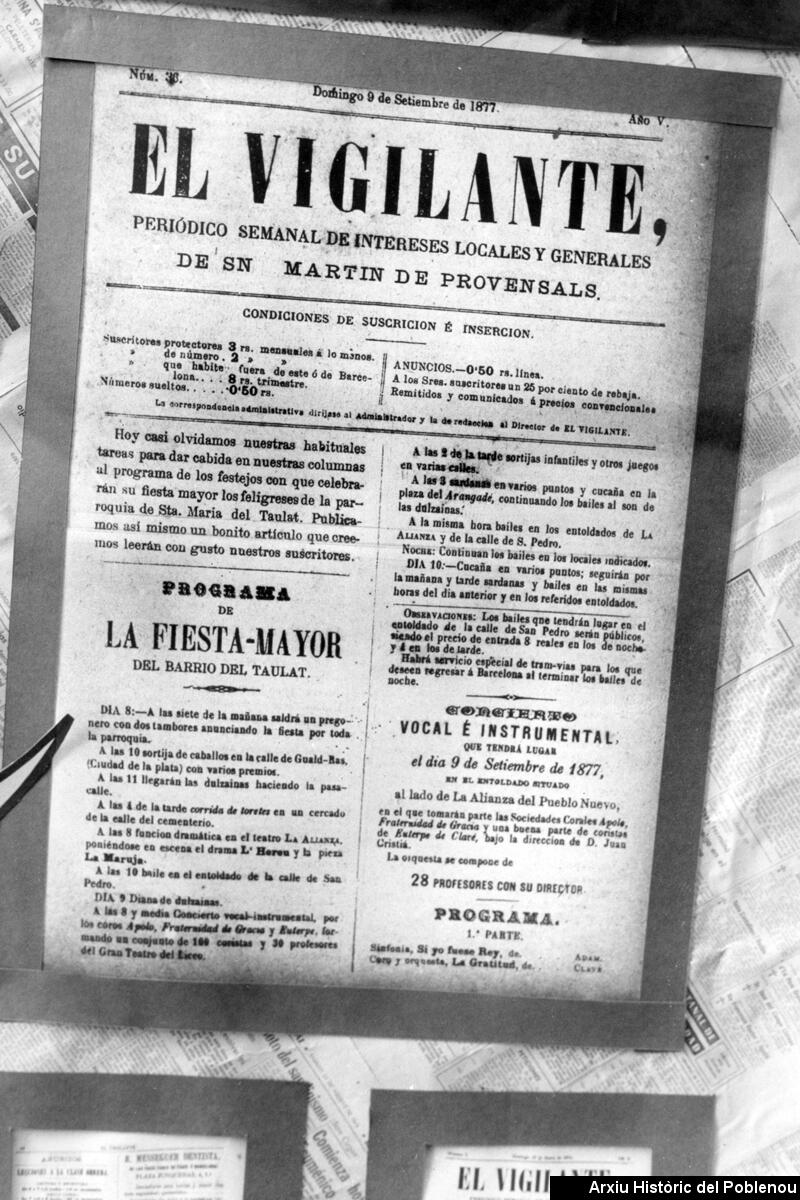 Núm. 36.
Domingo 9 de Setiembre de 1877.
Año V.
EL VIGILANTE,
PERIÓDICO SEMANAL DE INTERESES LOCALES Y GENERALES
DE SN MARTIN DE PROVENSALS.
CONDICIONES DE SUSCRICION É INSERCION.
Suscritores protectores 3 rs. mensuales á lo ménos.
» de número. 2 » »
» que habite fuera de este ó de Barce-
lona. . . . 8 rs. trimestre.
Números sueltos. . . . . . 0'50 rs.
ANUNCIOS.—0'50 rs. línea.
A los Sres. suscritores un 25 por ciento de rebaja.
Remitidos y comunicados á precios convencionales
La correspondencia administrativa dirijase al Administrador y la de redaccion al Director de EL VIGILANTE.
Hoy casi olvidamos nuestras habituales
tareas para dar cabida en nuestras columnas
al programa de los festejos con que celebra-
rán su fiesta mayor los feligreses de la par-
roquia de Sta. Maria del Taulat. Publica-
mos así mismo un bonito artículo que cree-
mos leerán con gusto nuestros suscritores.
PROGRAMA
DE
LA FIESTA-MAYOR
DEL BARRIO DEL TAULAT.
DIA 8:—A las siete de la mañana saldrá un prego-
nero con dos tambores anunciando la fiesta por toda
la parroquia.
A las 10 sortija de caballos en la calle de Guald-Ras,
(Ciudad de la plata) con varios premios.
A las 11 llegarán las dulzainas haciendo la pasa-
calle.
A las 4 de la tarde corrida de toretes en un cercado
de la calle del cementerio.
A las 8 funcion dramática en el teatro LA ALIANZA,
poniéndose en escena el drama L' Hereu y la pieza
La Maruja.
A las 10 baile en el entoldado de la calle de San
Pedro.
DIA 9 Diana de dulzainas.
A las 8 y media Concierto vocal-instrumental, por
los coros Apolo, Fraternidad de Gracia y Euterpe, for-
mando un conjunto de 100 coristas y 30 profesores
del Gran Teatro del Liceo.
A las 2 de la tarde sortijas infantiles y otros juegos
en varias calles.
A las 3 sardanas en varios puntos y cucaña en la
plaza del Arangadé, continuando los bailes al son de
las dulzainas.
A la misma hora bailes en los entoldados de LA
ALIANZA y de la calle de S. Pedro.
NOCHE: Continuan los bailes en los locales indicados.
DIA 10.—Cucaña en varios puntos; seguirán por
la mañana y tarde sardanas y bailes en las mismas
horas del dia anterior y en los referidos entoldados.
OBSERVACIONES: Los bailes que tendrán lugar en el
entoldado de la calle de San Pedro serán públicos,
siendo el precio de entrada 8 reales en los de noche
y 4 en los de tarde.
Habrá servicio especial de tram-vias para los que
deseen regresar á Barcelona al terminar los bailes de
noche.
CONCIERTO
VOCAL É INSTRUMENTAL,
QUE TENDRÁ LUGAR
el dia 9 de Setiembre de 1877,
EN EL ENTOLDADO SITUADO
al lado de La Alianza del Pueblo Nuevo,
en el que tomarán parte las Sociedades Corales Apolo,
Fraternidad de Gracia y una buena parte de coristas
de Euterpe de Clavé, bajo la direccion de D. Juan
Cristiá.
La orquesta se compone de
28 PROFESORES CON SU DIRECTOR
PROGRAMA.
1.ª PARTE.
Sinfonia, Si yo fuese Rey, de. ADAM.
Coro y orquesta, La Gratitud, de. CLAVÉ
EL VIGILANTE
ANUNCIOS
LECCIONES A LA CLASE OBRERA.
R. MESSEGUER DENTISTA,
EL VIGILANTE
Arxiu Històric del Poblenou